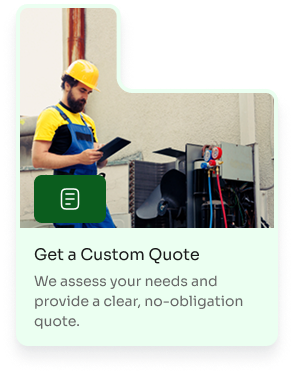 Get a Custom Quote
We assess your needs and
provide a clear, no-obligation
quote.